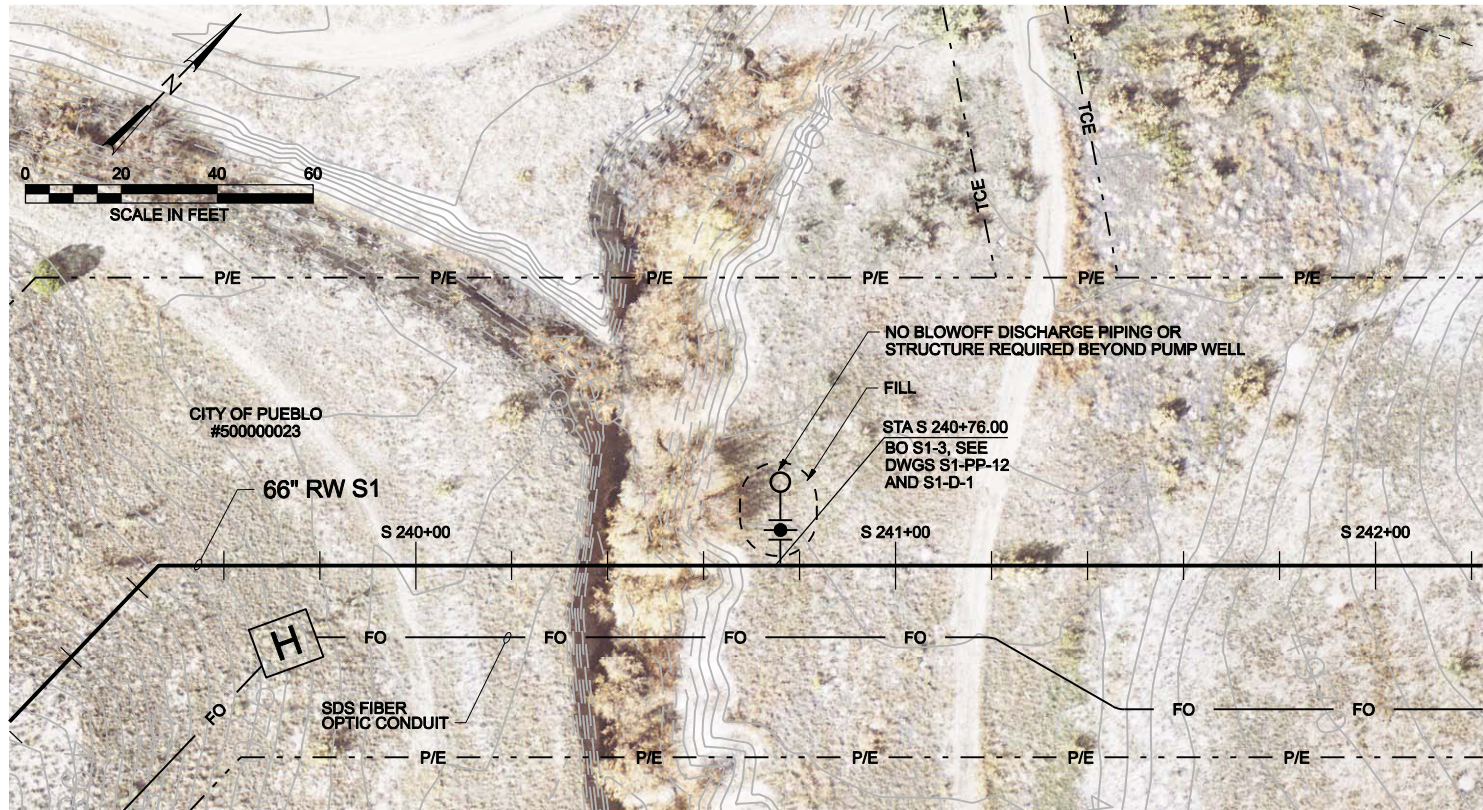 N
0 20 40 60
SCALE IN FEET
TCE
TCE
P/E P/E P/E P/E P/E P/E
NO BLOWOFF DISCHARGE PIPING OR
STRUCTURE REQUIRED BEYOND PUMP WELL
FILL
CITY OF PUEBLO
#500000023
STA S 240+76.00
BO S1-3, SEE
DWGS S1-PP-12
AND S1-D-1
66" RW S1
S 240+00 S 241+00 S 242+00
H
FO FO FO FO
FO
FO FO
SDS FIBER
OPTIC CONDUIT
P/E P/E P/E P/E P/E